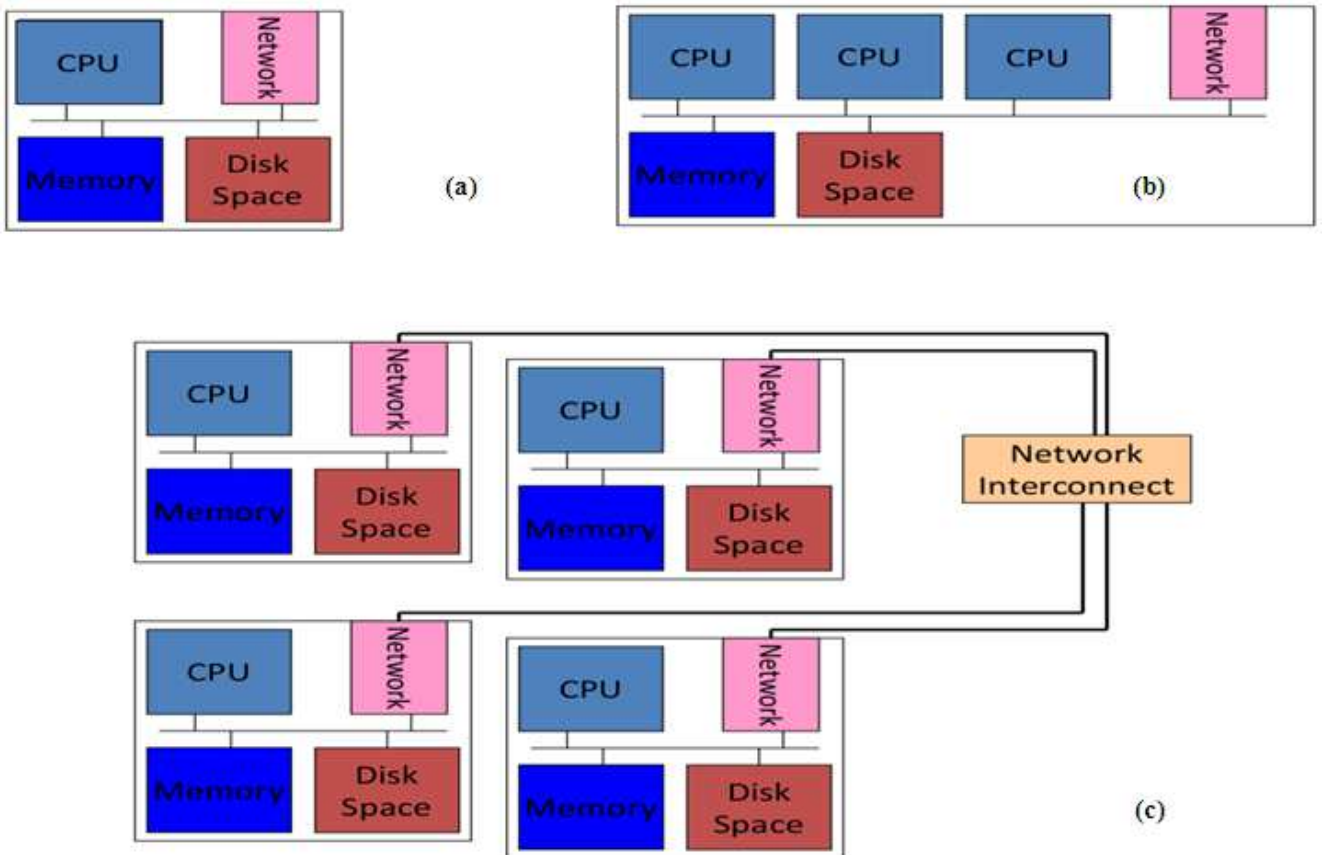 CPU
Network
Memory
Disk
Space
(a)
CPU
CPU
CPU
Network
Memory
Disk
Space
(b)
CPU
Network
Memory
Disk
Space
CPU
Network
Memory
Disk
Space
Network
Interconnect
CPU
Network
Memory
Disk
Space
CPU
Network
Memory
Disk
Space
(c)